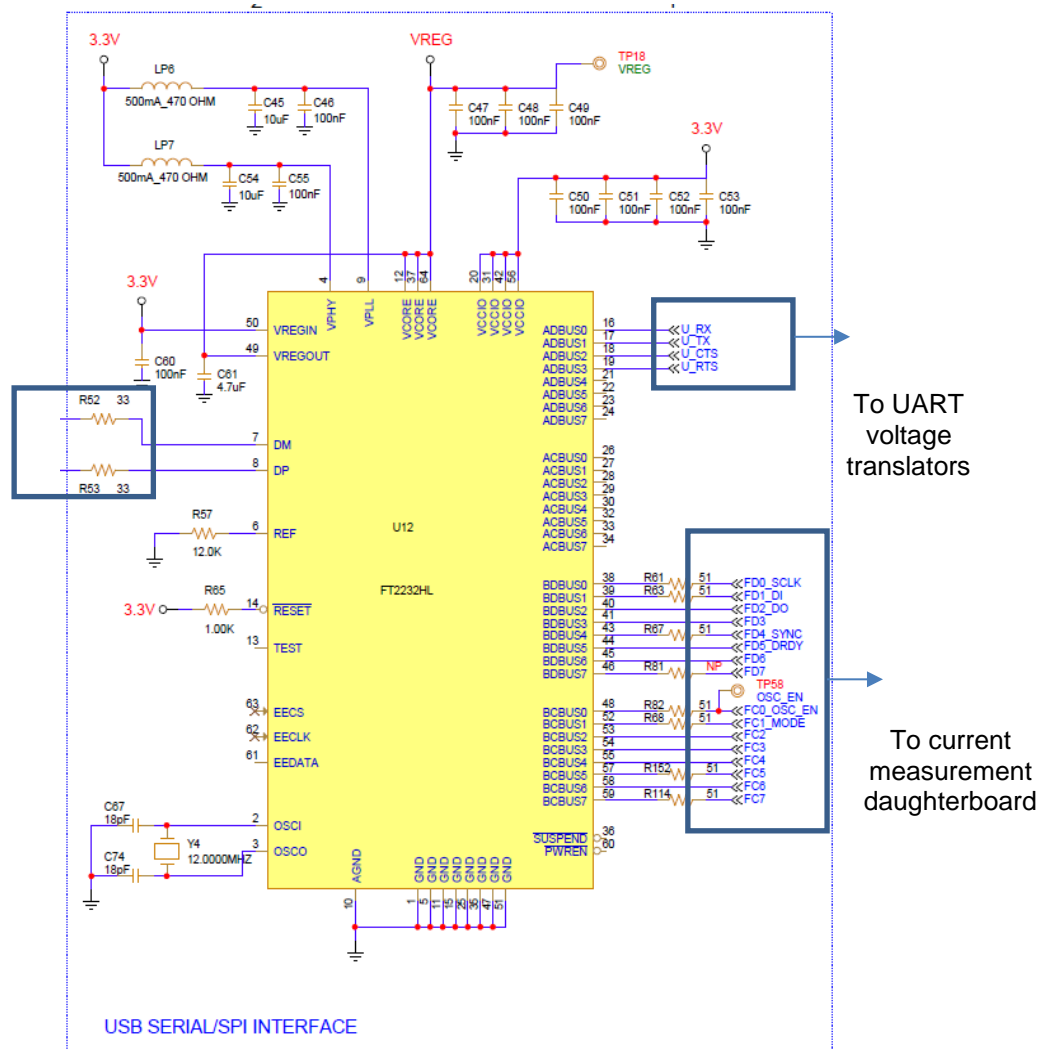 3.3V
LP6
500mA_470 OHM
C45
10uF
C46
100nF
LP7
500mA_470 OHM
C54
10uF
C55
100nF
VREG
TP18
VREG
C47
100nF
C48
100nF
C49
100nF
3.3V
C50
100nF
C51
100nF
C52
100nF
C53
100nF
4
9
12
37
64
20
31
42
56
VPHY
VPLL
VCORE
VCORE
VCORE
VCCIO
VCCIO
VCCIO
VCCIO
3.3V
50 VREGIN
49 VREGOUT
C60
100nF
C61
4.7uF
R52 33
7 DM
8 DP
R53 33
R57
12.0K
6 REF
R65
3.3V
1.00K
14 RESET
13 TEST
63 EECS
62 EECLK
61 EEDATA
C67
18pF
2 OSCI
Y4
12.0000MHZ
3 OSCO
C74
18pF
U12
FT2232HL
ADBUS0 16 U_RX
ADBUS1 17 U_TX
ADBUS2 18 U_CTS
ADBUS3 19 U_RTS
ADBUS4 21
ADBUS5 22
ADBUS6 23
ADBUS7 24
To UART
voltage
translators
ACBUS0 26
ACBUS1 27
ACBUS2 28
ACBUS3 29
ACBUS4 30
ACBUS5 32
ACBUS6 33
ACBUS7 34
BDBUS0 38 R61 51 FD0_SCLK
BDBUS1 39 R63 51 FD1_DI
BDBUS2 40 FD2_DO
BDBUS3 41 FD3
BDBUS4 43 R67 51 FD4_SYNC
BDBUS5 44 FD5_DRDY
BDBUS6 45 FD6
BDBUS7 46 R81 NP FD7
TP58
OSC_EN
BCBUS0 48 R82 51 FC0_OSC_EN
BCBUS1 52 R68 51 FC1_MODE
BCBUS2 53 FC2
BCBUS3 54 FC3
BCBUS4 55 FC4
BCBUS5 57 R152 51 FC5
BCBUS6 58 FC6
BCBUS7 59 R114 51 FC7
To current
measurement
daughterboard
SUSPEND 36
PWREN 60
AGND
GND
GND
GND
GND
GND
GND
GND
GND
10
1
5
11
15
25
35
47
51
USB SERIAL/SPI INTERFACE